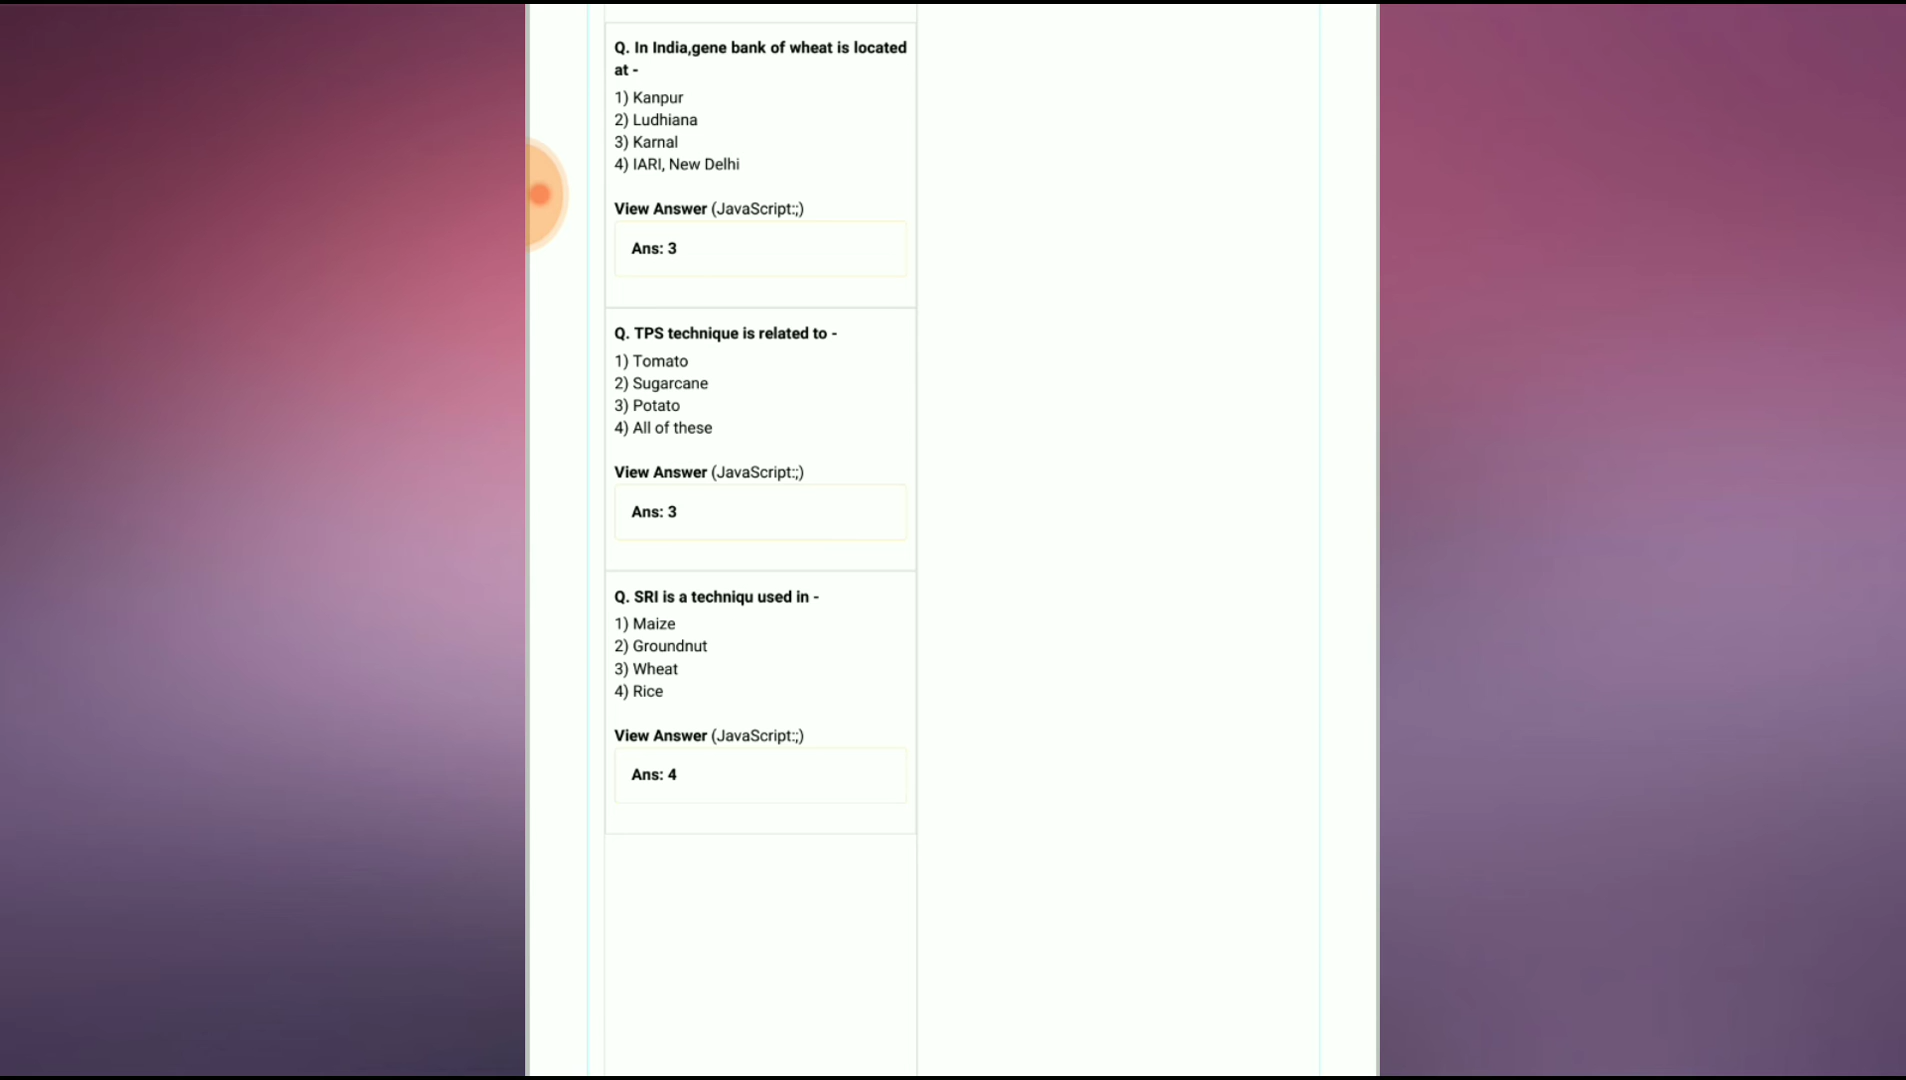 Q. In India,gene bank of wheat is located
at -
1) Kanpur
2) Ludhiana
3) Karnal
4) IARI, New Delhi
View Answer (JavaScript:;)
Ans: 3
Q. TPS technique is related to -
1) Tomato
2) Sugarcane
3) Potato
4) All of these
View Answer (JavaScript:;)
Ans: 3
Q. SRI is a techniqu used in -
1) Maize
2) Groundnut
3) Wheat
4) Rice
View Answer (JavaScript:;)
Ans: 4